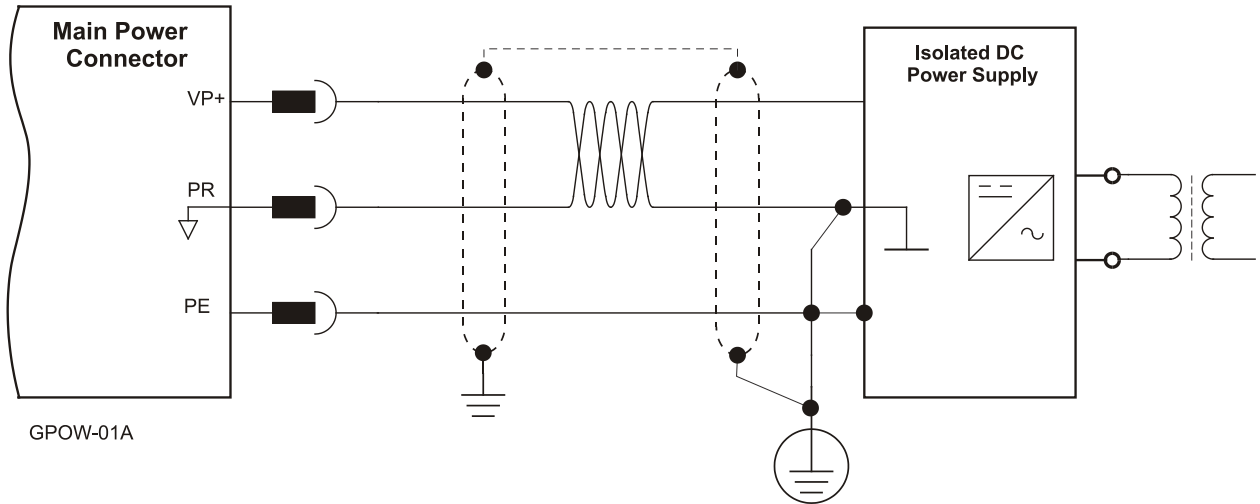 Main Power
Connector
VP+
PR
PE
Isolated DC
Power Supply
GPOW-01A